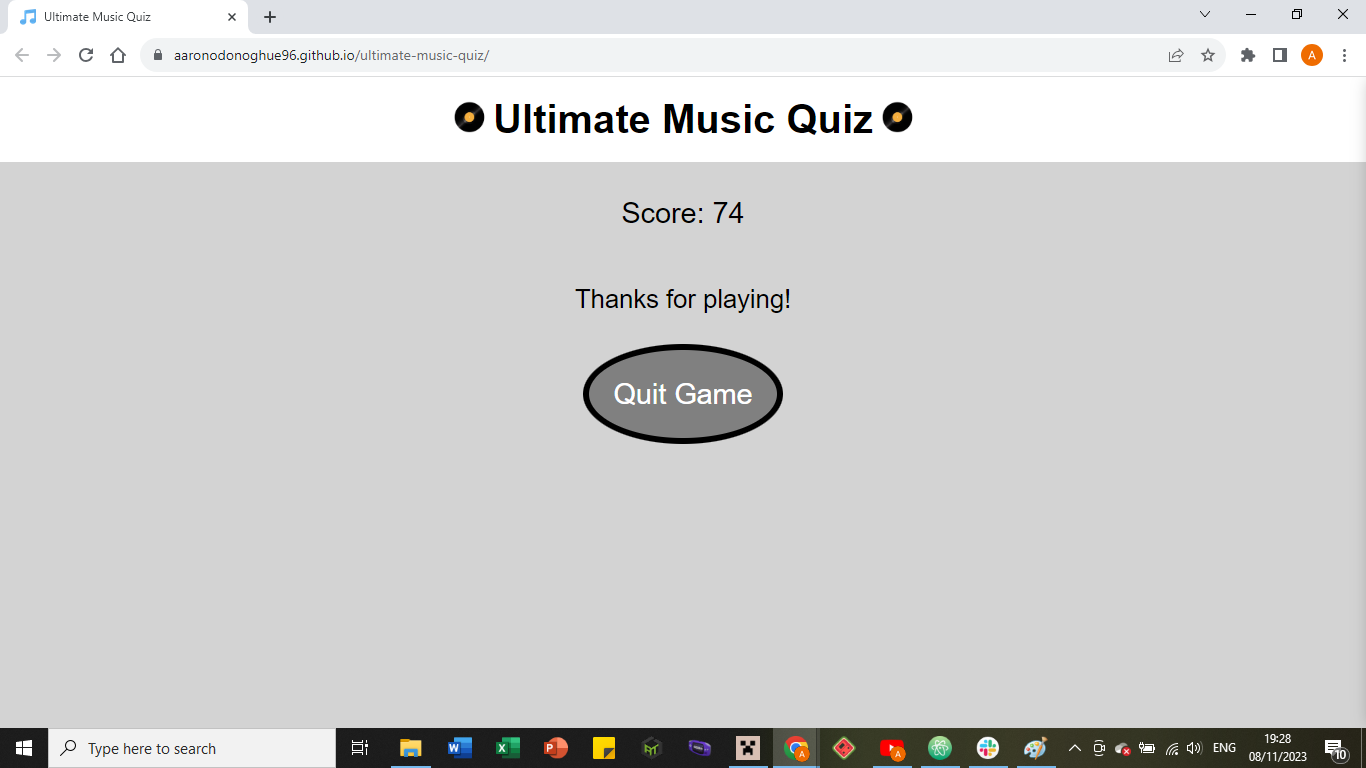 Ultimate Music Quiz
aaronodonoghue96.github.io/ultimate-music-quiz/
A
Ultimate Music Quiz
Score: 74
Thanks for playing!
Quit Game
Type here to search
W
X
P
A
A
ENG
19:28
08/11/2023
10